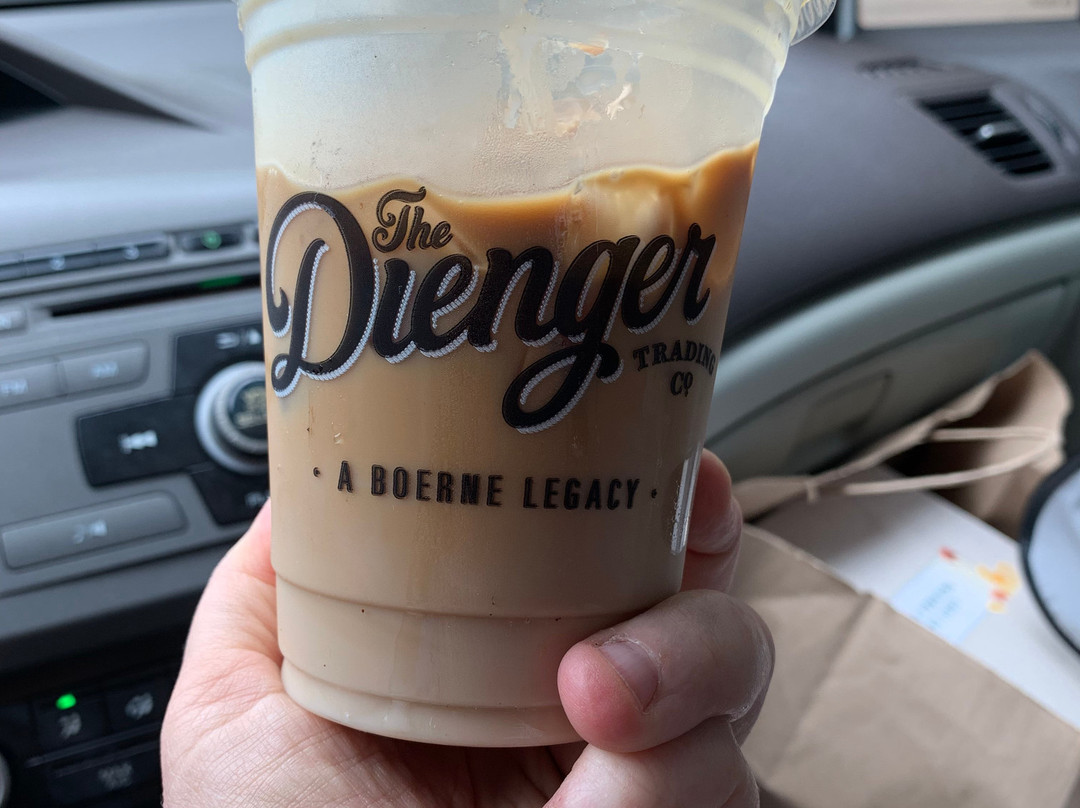 The
Dienger
TRADING
CO
· A BOERNE LEGACY ·